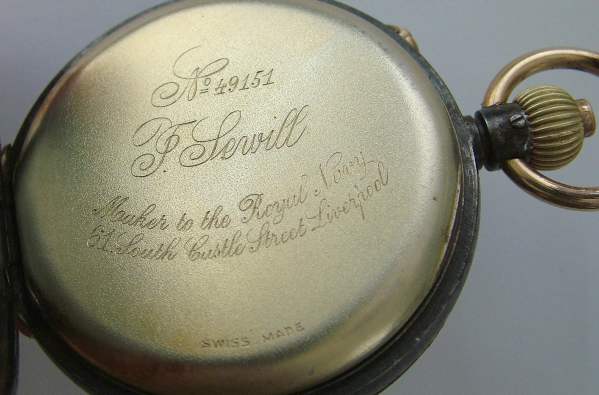 No 49151
F. Sewill
Maker to the Royal Navy
61. South Castle Street Liverpool
SWISS MADE